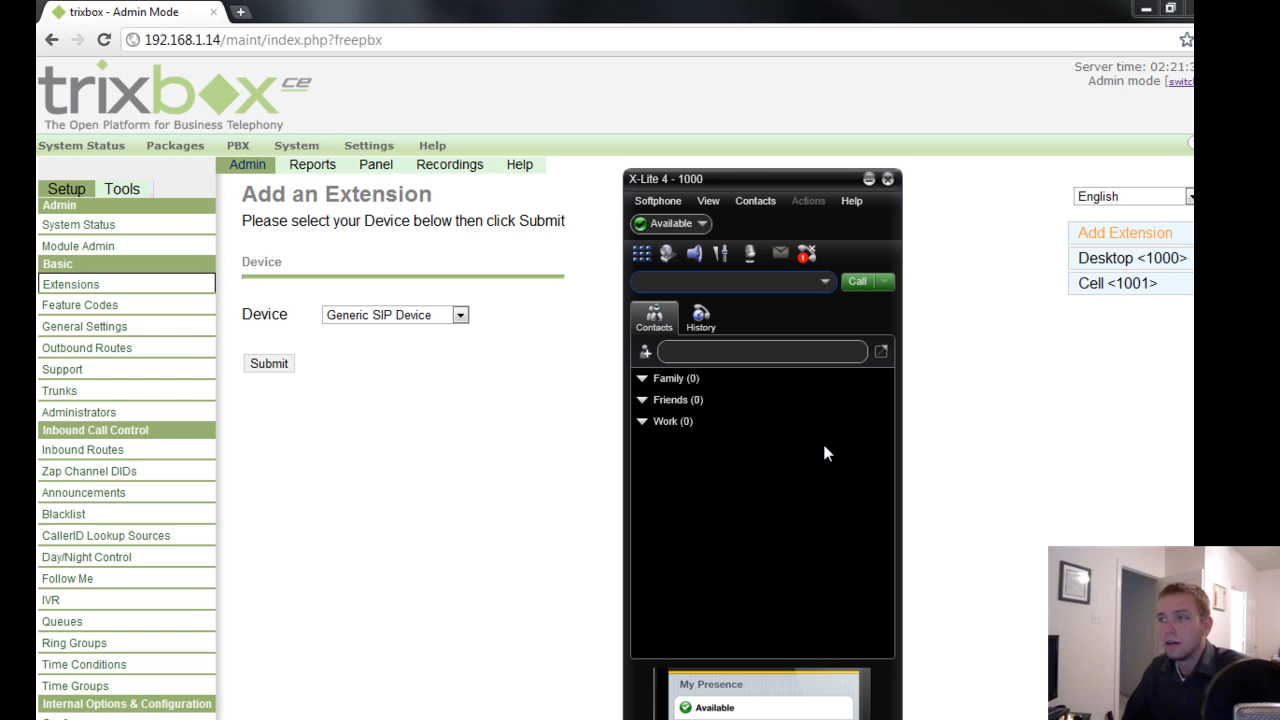 trixbox - Admin Mode
192.168.1.14/maint/index.php?freepbx
trixbox ce
The Open Platform for Business Telephony
Server time: 02:21:
Admin mode [switc
System Status Packages PBX System Settings Help
Admin Reports Panel Recordings Help
Setup Tools
Admin
System Status
Module Admin
Basic
Extensions
Feature Codes
General Settings
Outbound Routes
Support
Trunks
Administrators
Inbound Call Control
Inbound Routes
Zap Channel DIDs
Announcements
Blacklist
CallerID Lookup Sources
Day/Night Control
Follow Me
IVR
Queues
Ring Groups
Time Conditions
Time Groups
Internal Options & Configuration
Add an Extension
Please select your Device below then click Submit
Device
Device Generic SIP Device
Submit
X-Lite 4 - 1000
Softphone View Contacts Actions Help
Available
1
Call
Contacts History
Family (0)
Friends (0)
Work (0)
My Presence
Available
English
Add Extension
Desktop <1000>
Cell <1001>